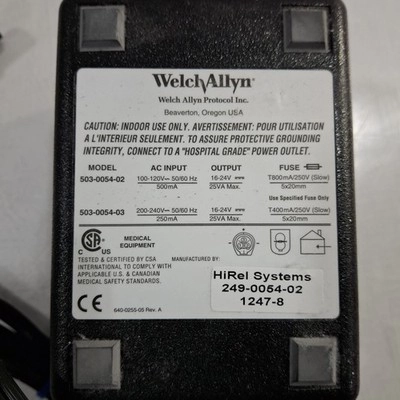 WelchAllyn®
Welch Allyn Protocol Inc.
Beaverton, Oregon USA
CAUTION: INDOOR USE ONLY. AVERTISSEMENT: POUR UTILISATION
A L'INTERIEUR SEULEMENT. TO ASSURE PROTECTIVE GROUNDING
INTEGRITY, CONNECT TO A "HOSPITAL GRADE" POWER OUTLET.
MODEL AC INPUT OUTPUT FUSE
503-0054-02 100-120V~ 50/60 Hz 16-24V T800mA/250V (Slow)
500mA 25VA Max. 5x20mm
Use Specified Fuse Only
503-0054-03 200-240V~ 50/60 Hz 16-24V T400mA/250V (Slow)
250mA 25VA Max. 5x20mm
CSA
C US
MEDICAL
EQUIPMENT
TESTED & CERTIFIED BY CSA
INTERNATIONAL TO COMPLY WITH
APPLICABLE U.S. & CANADIAN
MEDICAL SAFETY STANDARDS.
MANUFACTURED BY:
HiRel Systems
249-0054-02
1247-8
CE
640-0255-05 Rev. A